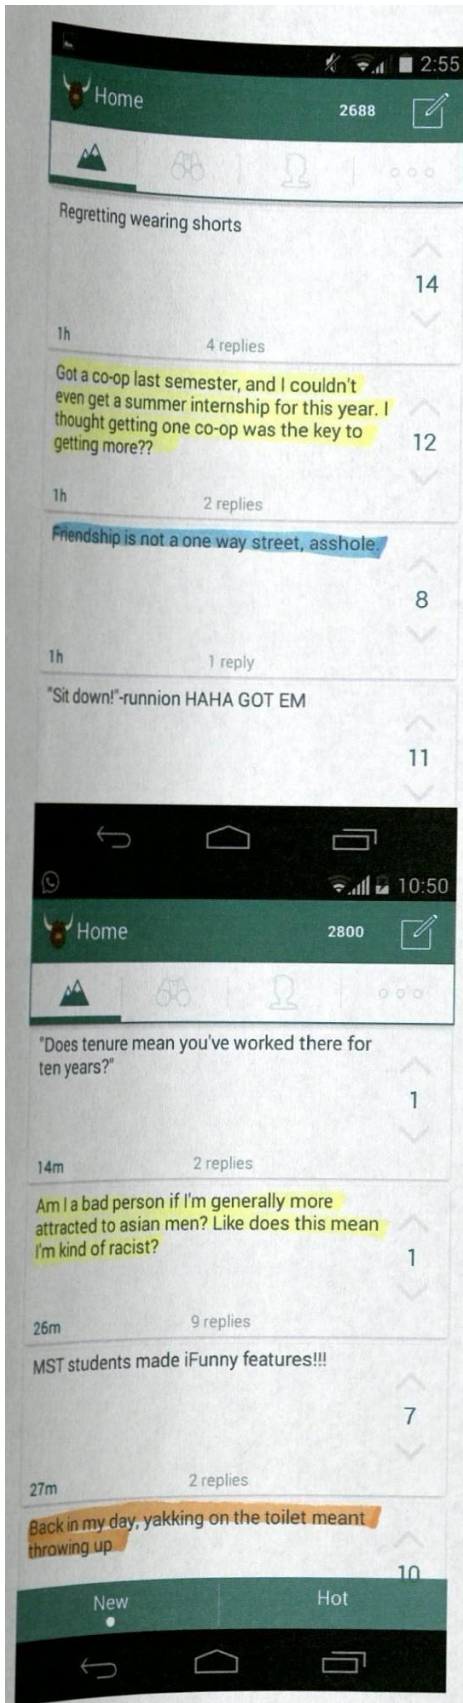 2:55
Home
2688
Regretting wearing shorts
14
1h
4 replies
Got a co-op last semester, and I couldn't
even get a summer internship for this year. I
thought getting one co-op was the key to
getting more??
12
1h
2 replies
Friendship is not a one way street, asshole.
8
1h
1 reply
"Sit down!"-runnion HAHA GOT EM
11
10:50
Home
2800
"Does tenure mean you've worked there for
ten years?"
1
14m
2 replies
Am I a bad person if I'm generally more
attracted to asian men? Like does this mean
I'm kind of racist?
1
26m
9 replies
MST students made iFunny features!!!
7
27m
2 replies
Back in my day, yakking on the toilet meant
throwing up
10
New
Hot